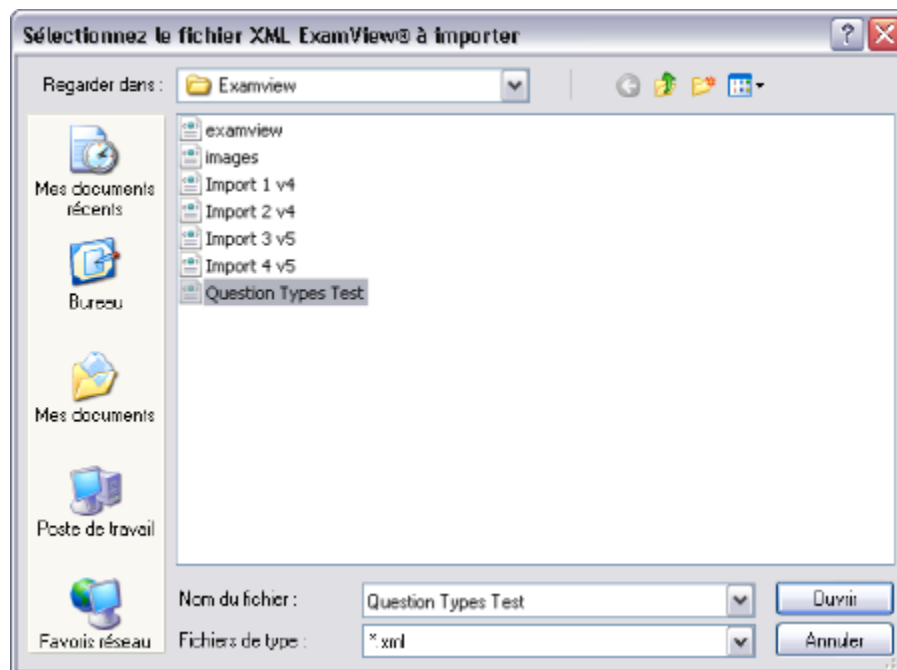 Sélectionnez le fichier XML ExamView® à importer
Regarder dans :
Examview
Mes documents
récents
Bureau
Mes documents
Poste de travail
Favoris réseau
examview
images
Import 1 v4
Import 2 v4
Import 3 v5
Import 4 v5
Question Types Test
Nom du fichier :
Question Types Test
Ouvrir
Fichiers de type :
*.xml
Annuler